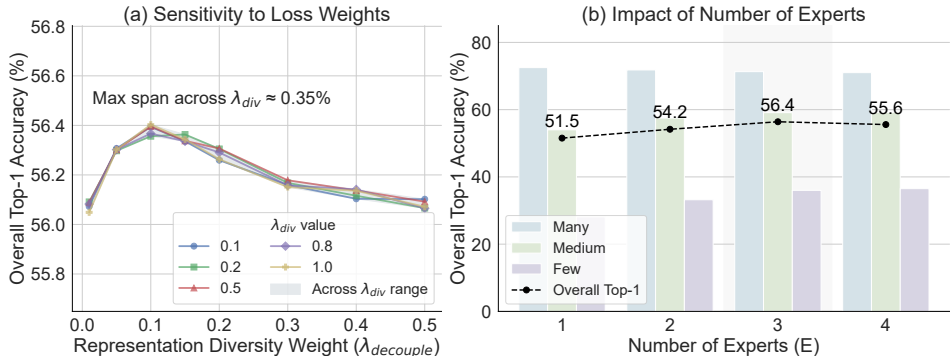 (a) Sensitivity to Loss Weights
Overall Top-1 Accuracy (%)
56.8
56.6
56.4
56.2
56.0
55.8
Max span across λdiv ≈ 0.35%
λdiv value
0.1
0.2
0.5
0.8
1.0
Across λdiv range
0.0
0.1
0.2
0.3
0.4
0.5
Representation Diversity Weight (λdecouple)
(b) Impact of Number of Experts
Overall Top-1 Accuracy (%)
80
60
40
20
0
51.5
54.2
56.4
55.6
Many
Medium
Few
Overall Top-1
1
2
3
4
Number of Experts (E)